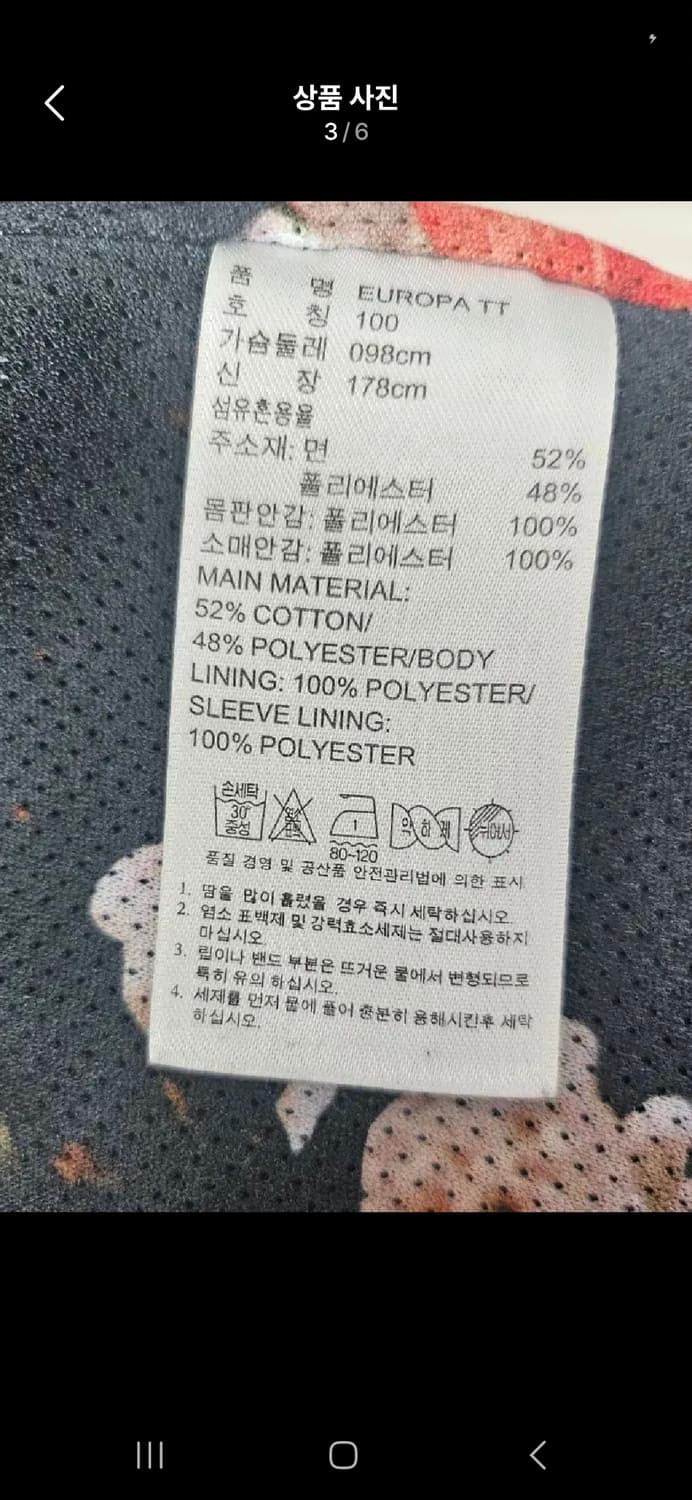 상품 사진
3/6
품 명 EUROPA TT
호 칭 100
가슴둘레 098cm
신 장 178cm
섬유혼용율
주소재: 면 52%
폴리에스터 48%
몸판안감: 폴리에스터 100%
소매안감: 폴리에스터 100%
MAIN MATERIAL:
52% COTTON/
48% POLYESTER/BODY
LINING: 100% POLYESTER/
SLEEVE LINING:
100% POLYESTER
손세탁
30°
중성
염소
표백
1
80~120
약하게
뉘어서
품질 경영 및 공산품 안전관리법에 의한 표시
1. 땀을 많이 흘렸을 경우 즉시 세탁하십시오.
2. 염소 표백제 및 강력효소세제는 절대사용하지
마십시오.
3. 립이나 밴드 부분은 뜨거운 물에서 변형되므로
특히 유의 하십시오.
4. 세제를 먼저 물에 풀어 충분히 용해시킨후 세탁
하십시오.